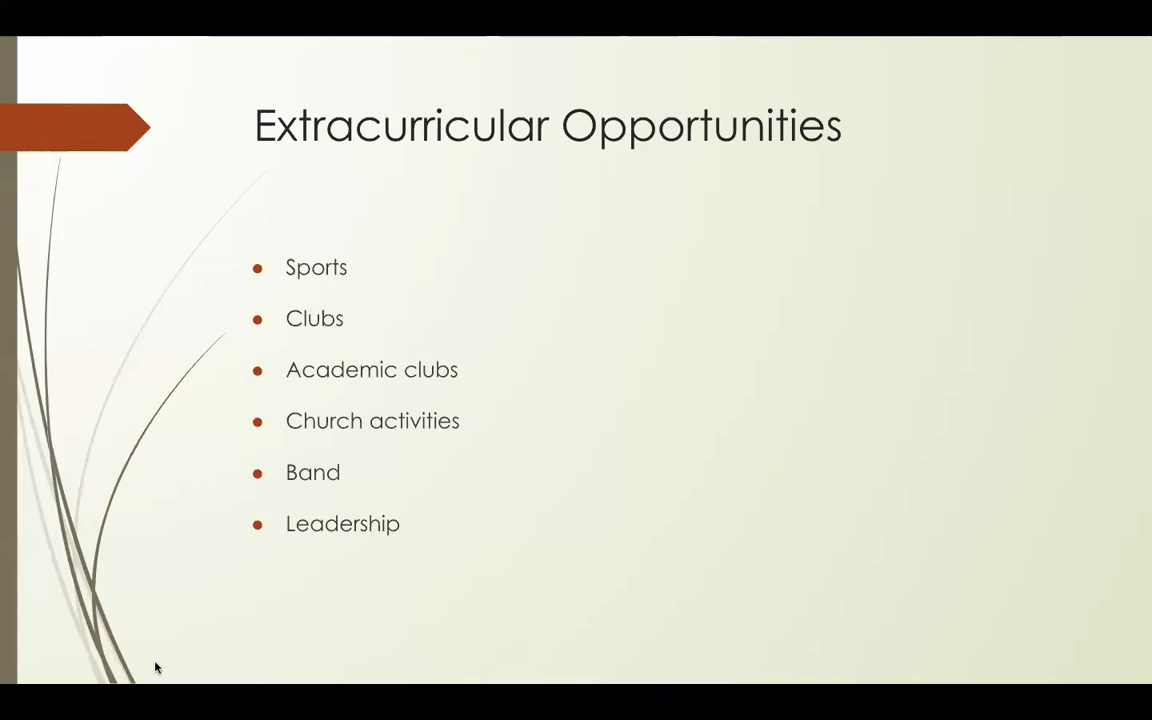 Extracurricular Opportunities
Sports
Clubs
Academic clubs
Church activities
Band
Leadership